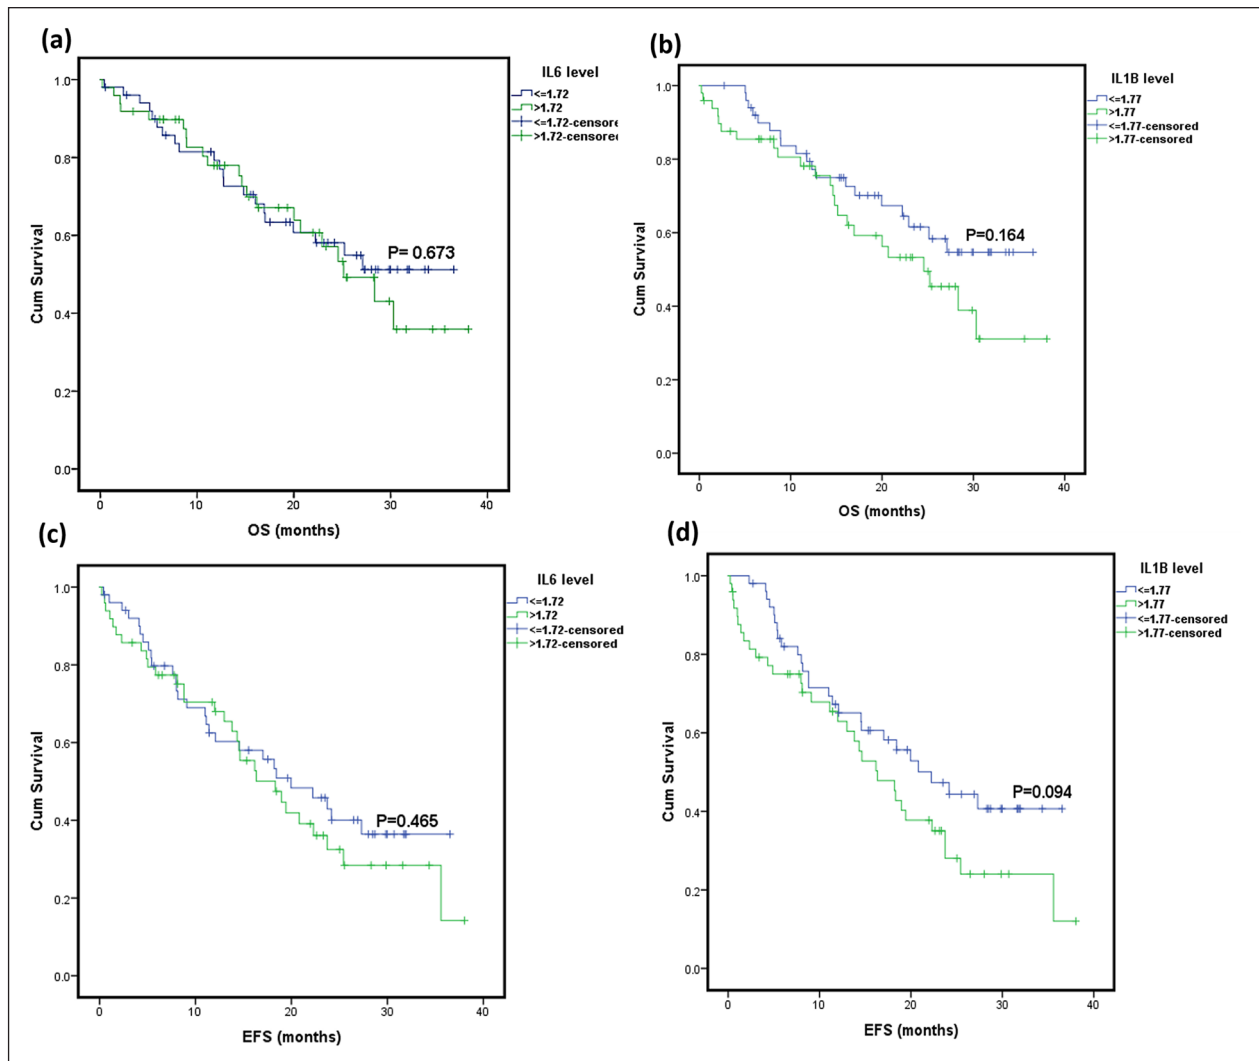 (a)
IL6 level
<=1.72
>1.72
<=1.72-censored
>1.72-censored
1.0
0.8
0.6
0.4
0.2
0.0
Cum Survival
P= 0.673
0 10 20 30 40
OS (months)
(b)
IL1B level
<=1.77
>1.77
<=1.77-censored
>1.77-censored
1.0
0.8
0.6
0.4
0.2
0.0
Cum Survival
P=0.164
0 10 20 30 40
OS (months)
(c)
IL6 level
<=1.72
>1.72
<=1.72-censored
>1.72-censored
1.0
0.8
0.6
0.4
0.2
0.0
Cum Survival
P=0.465
0 10 20 30 40
EFS (months)
(d)
IL1B level
<=1.77
>1.77
<=1.77-censored
>1.77-censored
1.0
0.8
0.6
0.4
0.2
0.0
Cum Survival
P=0.094
0 10 20 30 40
EFS (months)